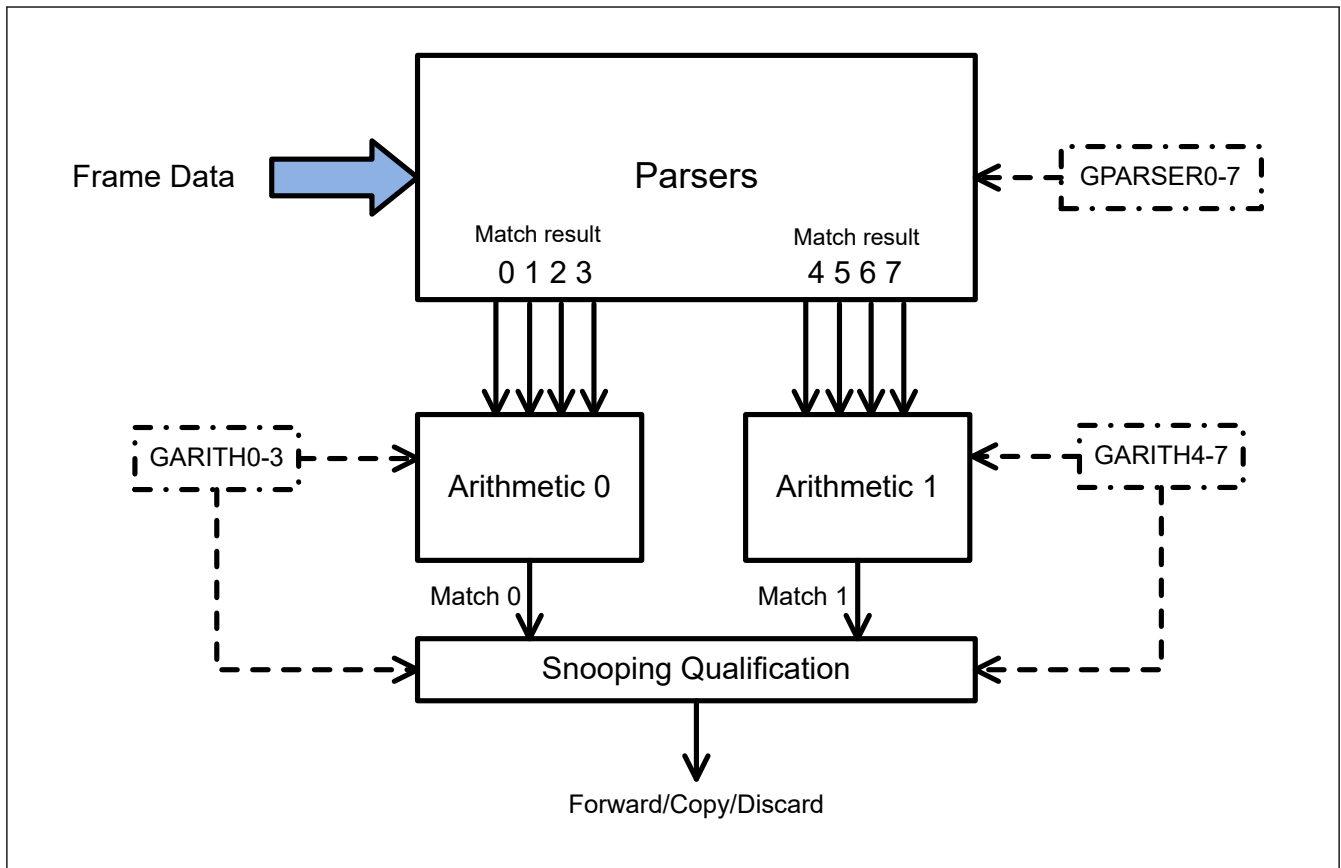 Frame Data
Parsers
GPARSER0-7
Match result
0 1 2 3
Match result
4 5 6 7
GARITH0-3
Arithmetic 0
Arithmetic 1
GARITH4-7
Match 0
Match 1
Snooping Qualification
Forward/Copy/Discard